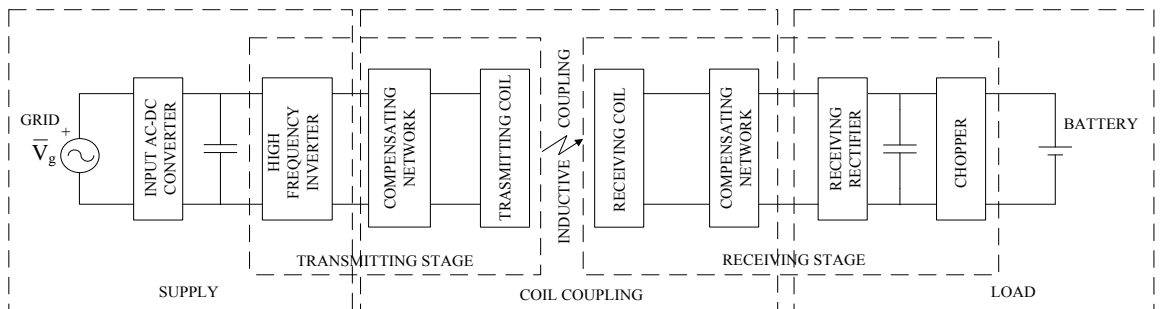 GRID
+
V̅g
INPUT AC-DC
CONVERTER
HIGH
FREQUENCY
INVERTER
COMPENSATING
NETWORK
TRASMITTING COIL
INDUCTIVE COUPLING
RECEIVING COIL
COMPENSATING
NETWORK
RECEIVING
RECTIFIER
CHOPPER
BATTERY
TRANSMITTING STAGE
RECEIVING STAGE
SUPPLY
COIL COUPLING
LOAD